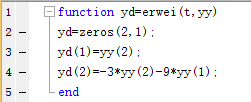 1 function yd=erwei(t,yy)
2 - yd=zeros(2,1);
3 - yd(1)=yy(2);
4 - yd(2)=-3*yy(2)-9*yy(1);
5 - end